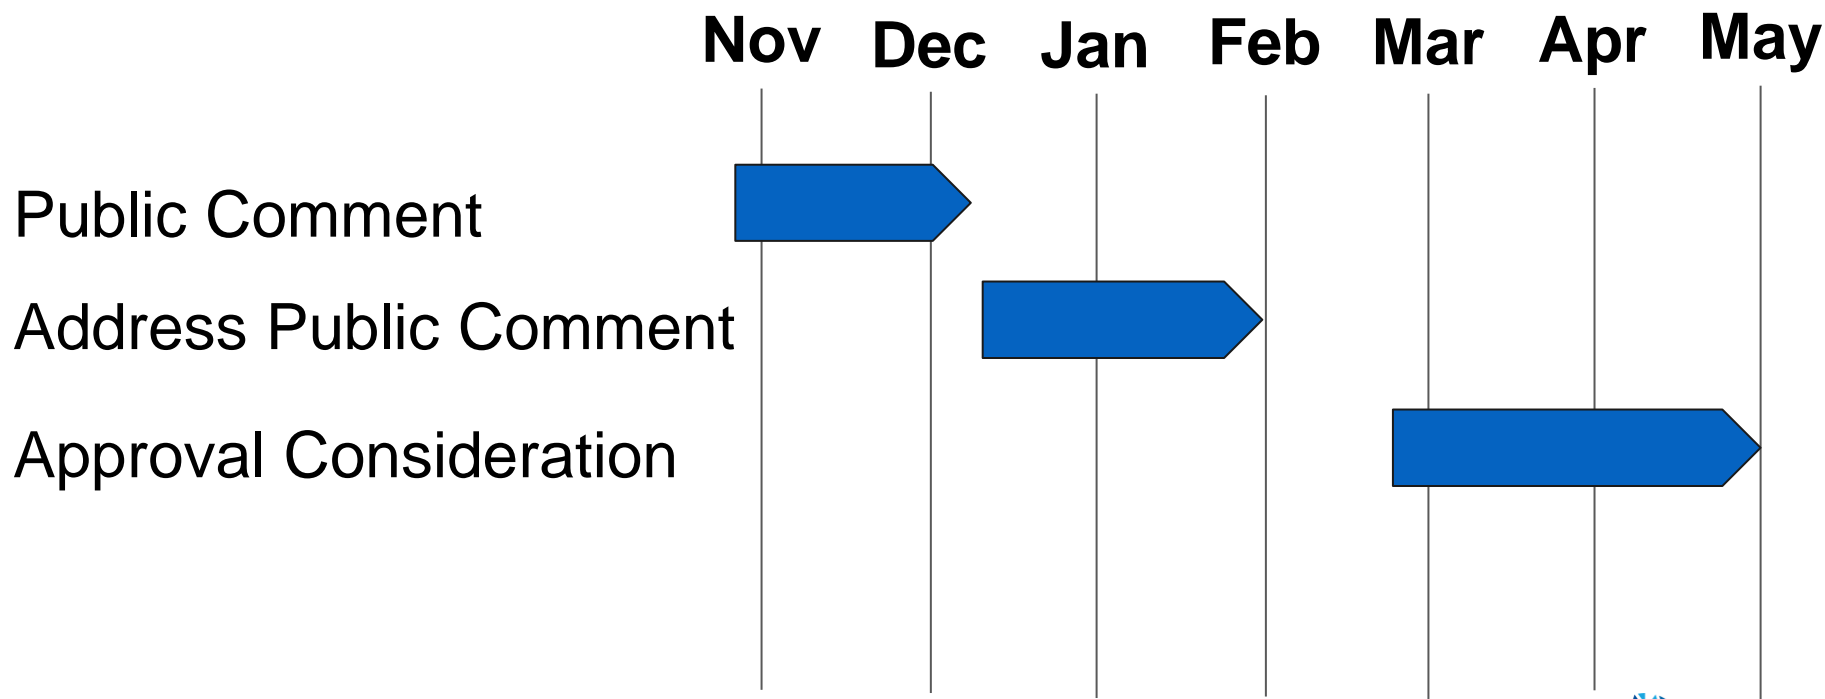 Nov Dec Jan Feb Mar Apr May
Public Comment
Address Public Comment
Approval Consideration